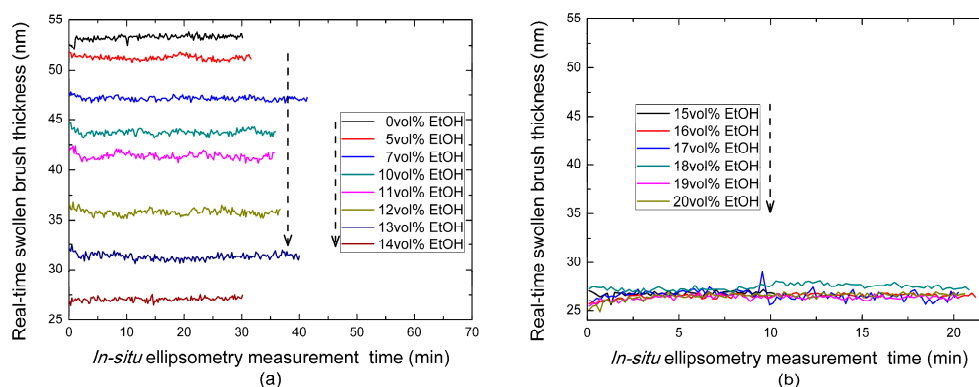 Real-time swollen brush thickness (nm)
55
50
45
40
35
30
25
0vol% EtOH
5vol% EtOH
7vol% EtOH
10vol% EtOH
11vol% EtOH
12vol% EtOH
13vol% EtOH
14vol% EtOH
0 10 20 30 40 50 60 70
In-situ ellipsometry measurement time (min)
(a)
Real-time swollen brush thickness (nm)
55
50
45
40
35
30
25
15vol% EtOH
16vol% EtOH
17vol% EtOH
18vol% EtOH
19vol% EtOH
20vol% EtOH
0 5 10 15 20
In-situ ellipsometry measurement time (min)
(b)